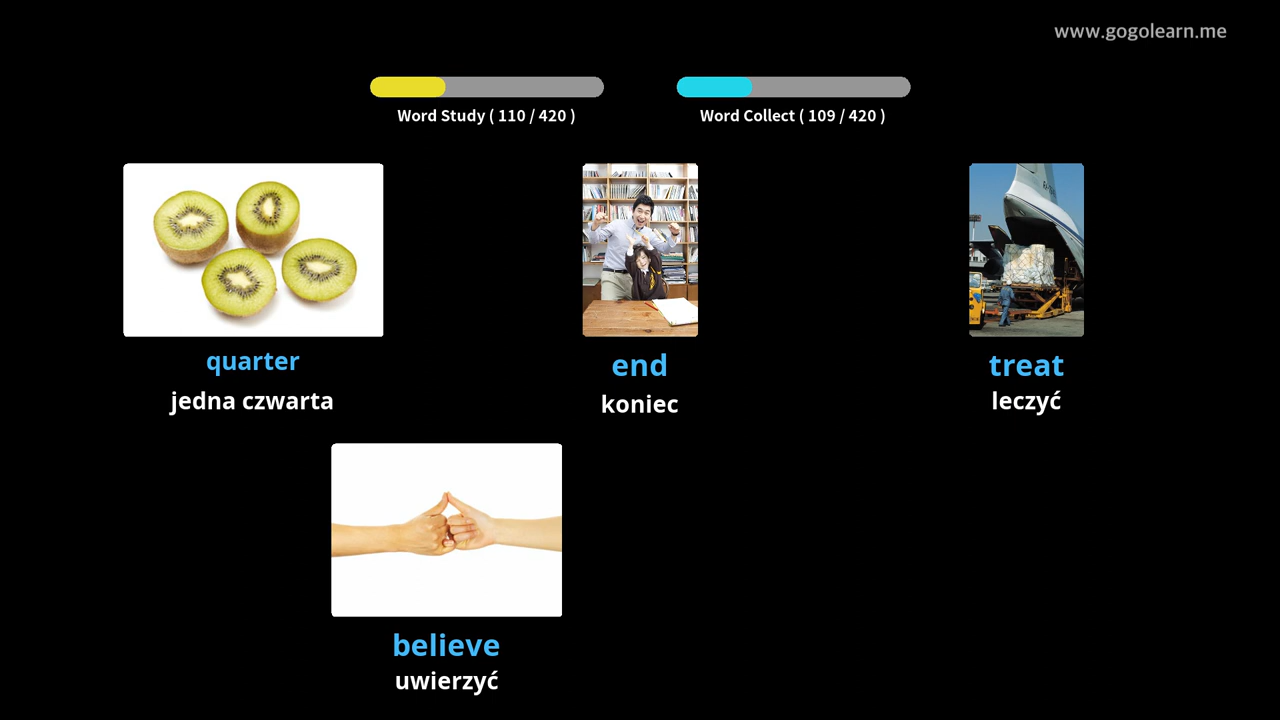 www.gogolearn.me
Word Study ( 110 / 420 )
Word Collect ( 109 / 420 )
quarter
jedna czwarta
end
koniec
treat
leczyć
believe
uwierzyć